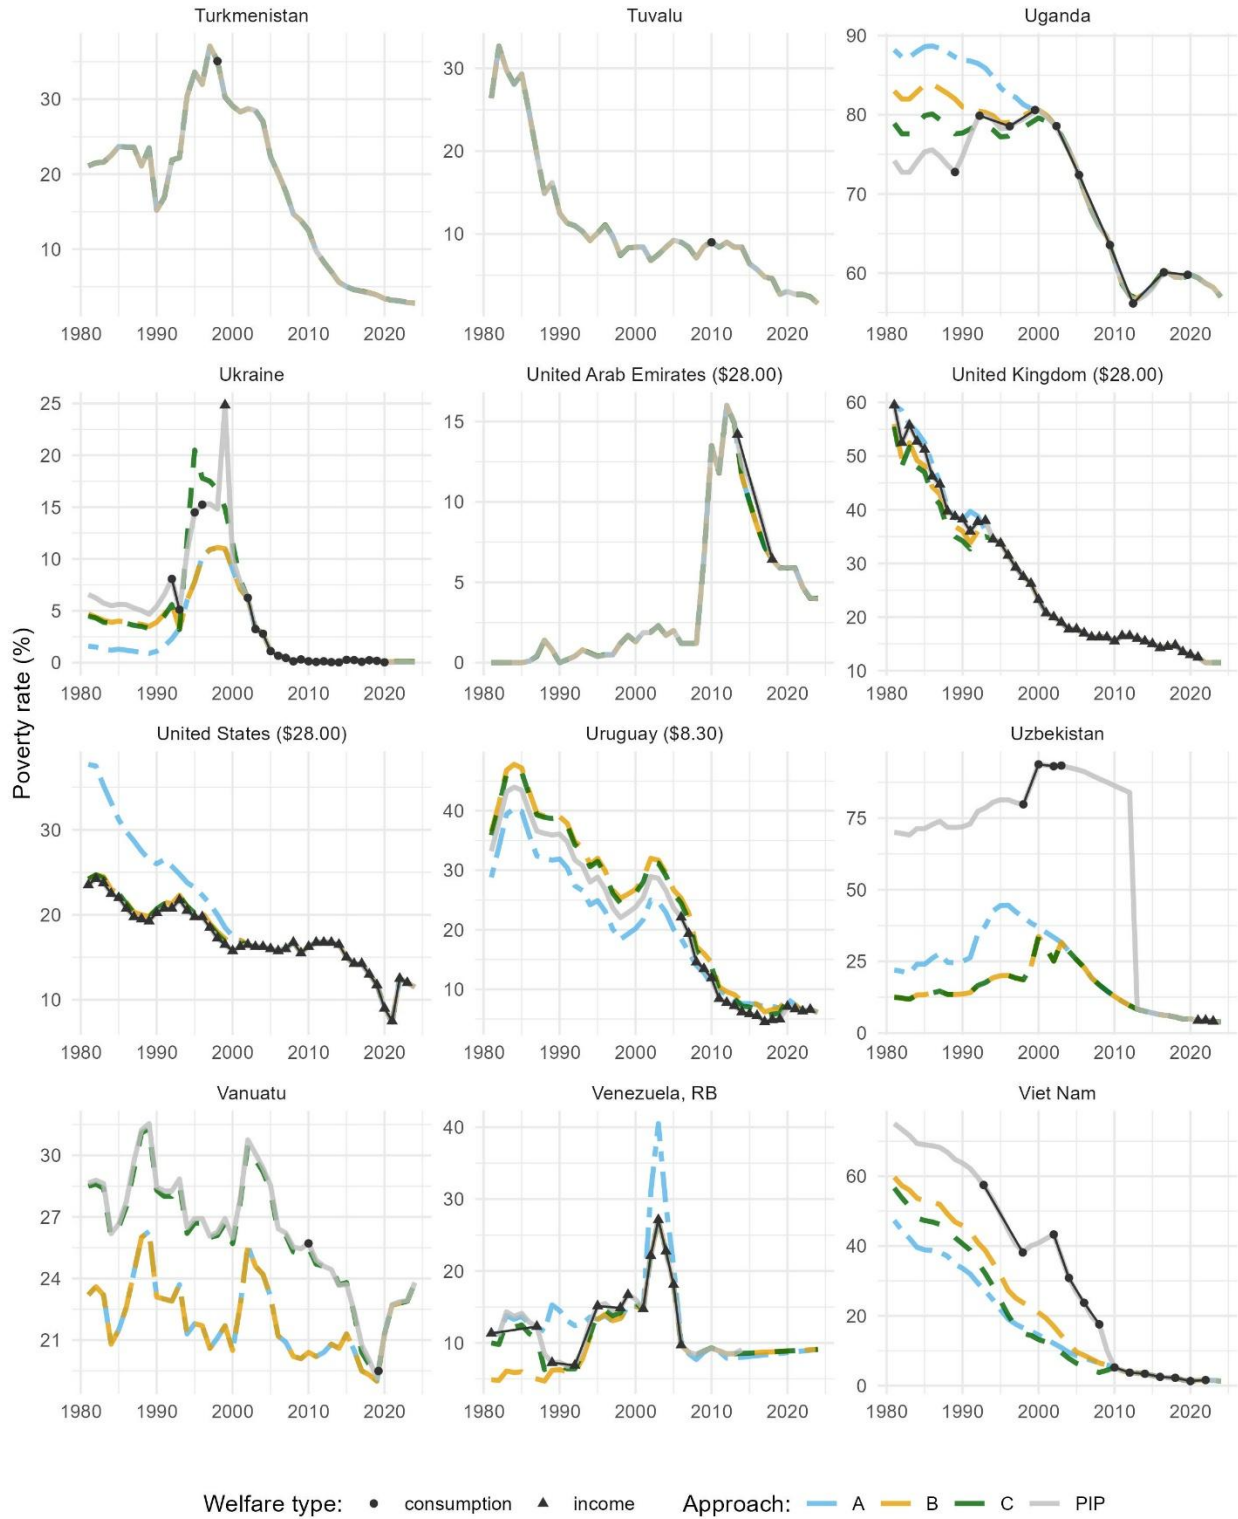 Turkmenistan Tuvalu Uganda
30
20
10
1980 1990 2000 2010 2020
30
20
10
1980 1990 2000 2010 2020
90
80
70
60
1980 1990 2000 2010 2020
Poverty rate (%)
Ukraine United Arab Emirates ($28.00) United Kingdom ($28.00)
25
20
15
10
5
0
1980 1990 2000 2010 2020
15
10
5
0
1980 1990 2000 2010 2020
60
50
40
30
20
10
1980 1990 2000 2010 2020
United States ($28.00) Uruguay ($8.30) Uzbekistan
30
20
10
1980 1990 2000 2010 2020
40
30
20
10
1980 1990 2000 2010 2020
75
50
25
0
1980 1990 2000 2010 2020
Vanuatu Venezuela, RB Viet Nam
30
27
24
21
1980 1990 2000 2010 2020
40
30
20
10
1980 1990 2000 2010 2020
60
40
20
0
1980 1990 2000 2010 2020
Welfare type: consumption income Approach: A B C PIP